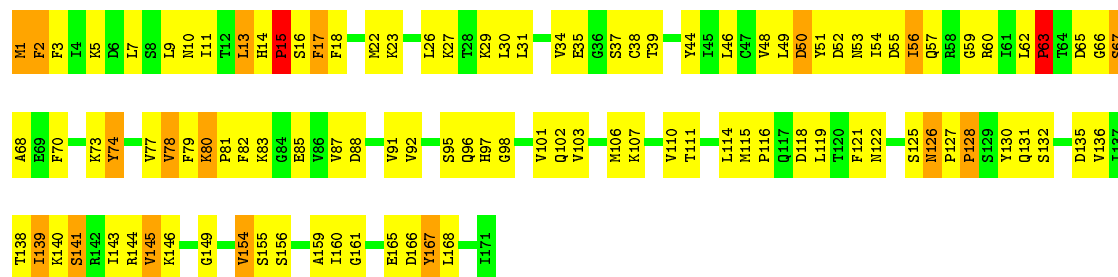 M1 F2 F3 I4 K5 D6 L7 S8 L9 N10 I11 T12 L13 H14 P15 S16 F17 F18 M22 K23 L26 K27 T28 K29 L30 L31 V34 E35 G36 S37 C38 T39 Y44 I45 L46 C47 V48 L49 D50 Y51 D52 N53 I54 D55 I56 Q57 R58 G59 R60 I61 L62 P63 T64 D65 G66 S67
A68 E69 F70 K73 Y74 V77 V78 F79 K80 P81 F82 K83 G84 E85 V86 V87 D88 V91 V92 S95 Q96 H97 G98 V101 Q102 V103 M106 K107 V110 T111 L114 M115 P116 Q117 D118 L119 T120 F121 N122 S125 N126 P127 P128 S129 Y130 Q131 S132 D135 V136 I137
T138 I139 K140 S141 R142 I143 R144 V145 K146 G149 V154 S155 S156 A159 I160 G161 E165 D166 Y167 L168 I171